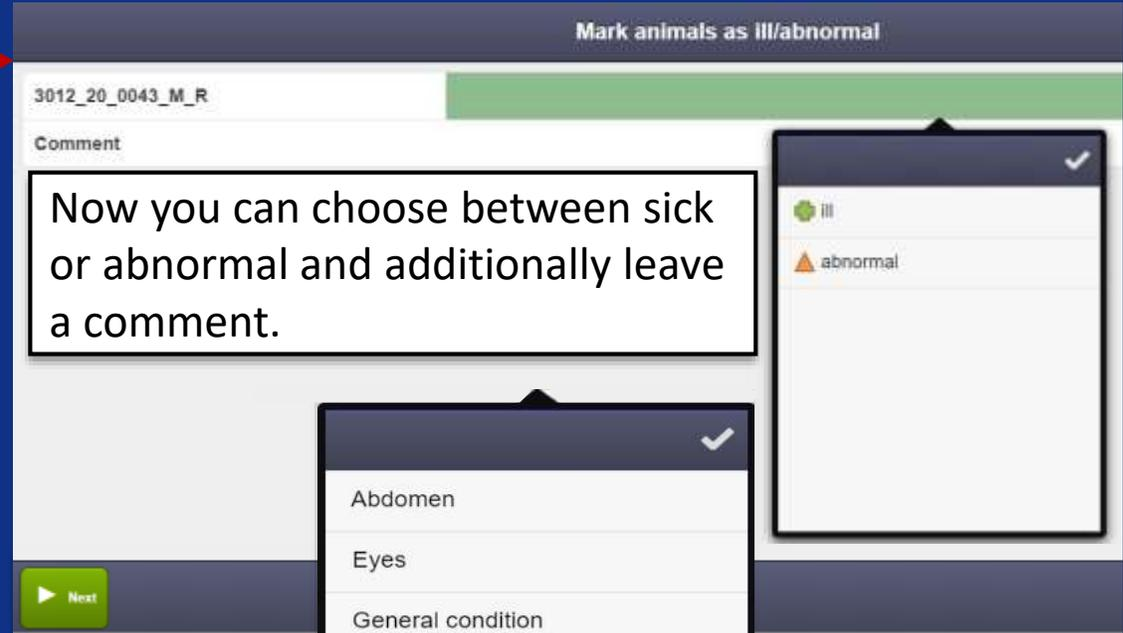 Mark animals as ill/abnormal
3012_20_0043_M_R
Comment
Now you can choose between sick
or abnormal and additionally leave
a comment.
ill
abnormal
Abdomen
Eyes
General condition
Next